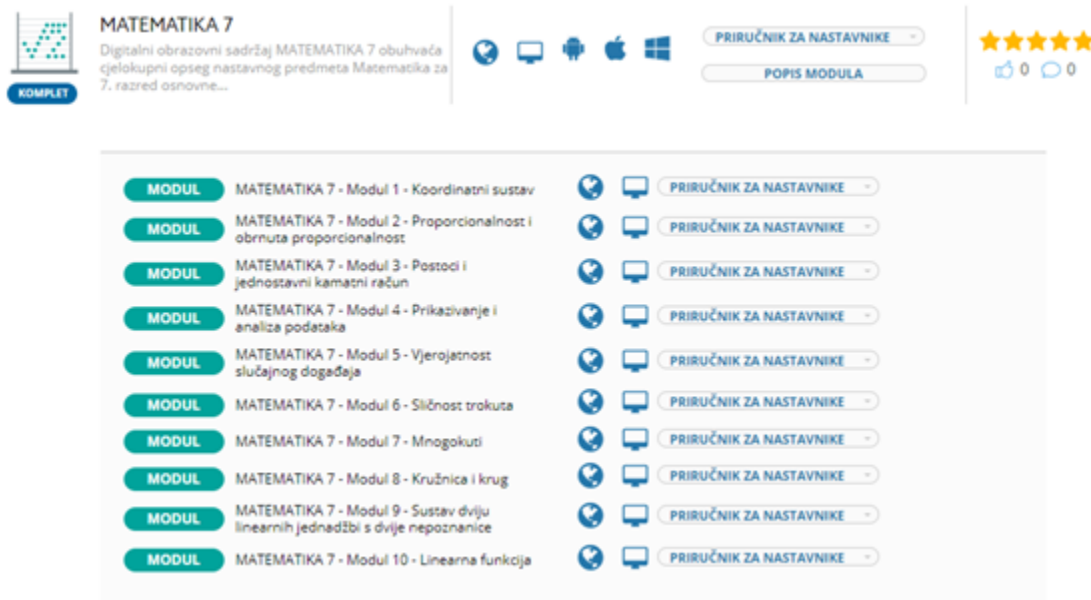 MATEMATIKA 7
Digitalni obrazovni sadržaj MATEMATIKA 7 obuhvaća
cjelokupni opseg nastavnog predmeta Matematika za
7. razred osnovne...
KOMPLET
PRIRUČNIK ZA NASTAVNIKE
POPIS MODULA
0 0
MODUL MATEMATIKA 7 - Modul 1 - Koordinatni sustav PRIRUČNIK ZA NASTAVNIKE
MODUL MATEMATIKA 7 - Modul 2 - Proporcionalnost i
obrnuta proporcionalnost PRIRUČNIK ZA NASTAVNIKE
MODUL MATEMATIKA 7 - Modul 3 - Postoci i
jednostavni kamatni račun PRIRUČNIK ZA NASTAVNIKE
MODUL MATEMATIKA 7 - Modul 4 - Prikazivanje i
analiza podataka PRIRUČNIK ZA NASTAVNIKE
MODUL MATEMATIKA 7 - Modul 5 - Vjerojatnost
slučajnog događaja PRIRUČNIK ZA NASTAVNIKE
MODUL MATEMATIKA 7 - Modul 6 - Sličnost trokuta PRIRUČNIK ZA NASTAVNIKE
MODUL MATEMATIKA 7 - Modul 7 - Mnogokuti PRIRUČNIK ZA NASTAVNIKE
MODUL MATEMATIKA 7 - Modul 8 - Kružnica i krug PRIRUČNIK ZA NASTAVNIKE
MODUL MATEMATIKA 7 - Modul 9 - Sustav dviju
linearnih jednadžbi s dvije nepoznanice PRIRUČNIK ZA NASTAVNIKE
MODUL MATEMATIKA 7 - Modul 10 - Linearna funkcija PRIRUČNIK ZA NASTAVNIKE